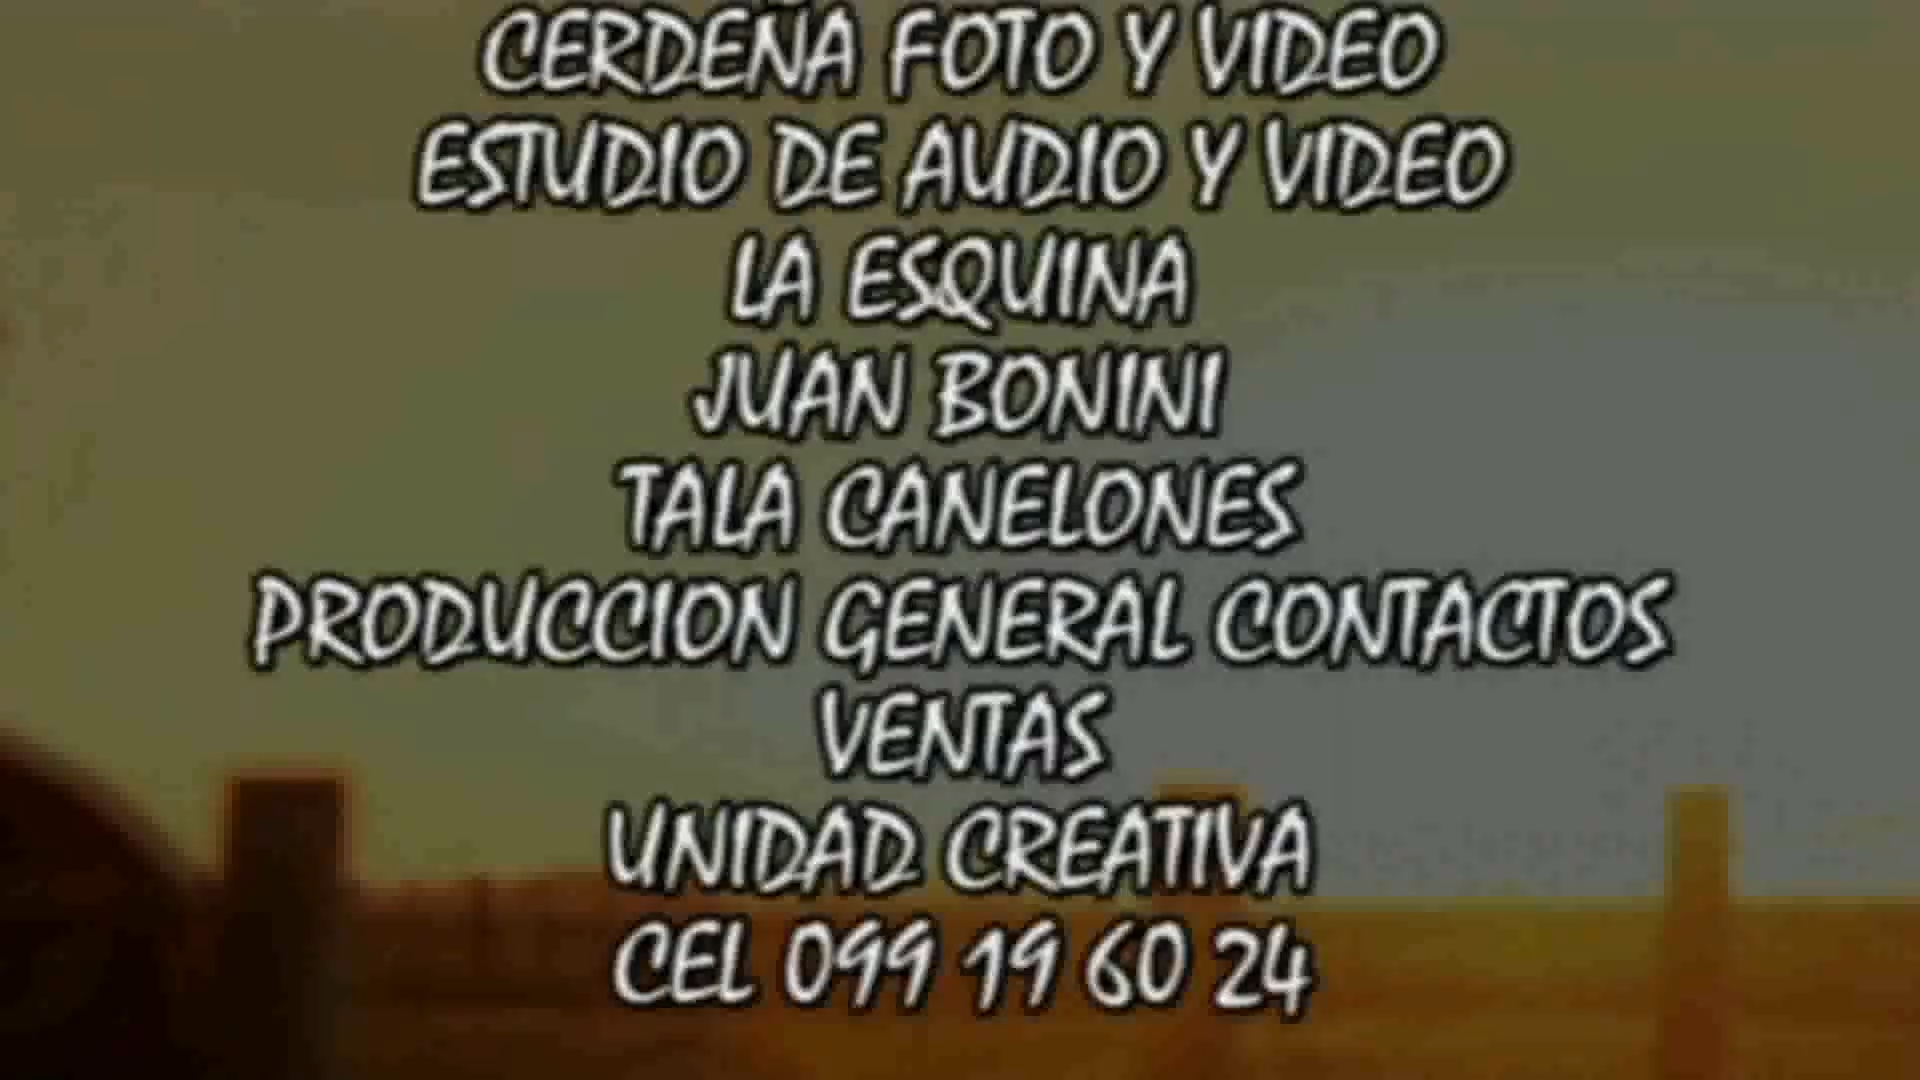 CERDEÑA FOTO Y VIDEO
ESTUDIO DE AUDIO Y VIDEO
LA ESQUINA
JUAN BONINI
TALA CANELONES
PRODUCCION GENERAL CONTACTOS
VENTAS
UNIDAD CREATIVA
CEL 099 19 60 24